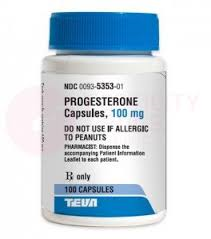 NDC 0093-5353-01
PROGESTERONE
Capsules, 100 mg
DO NOT USE IF ALLERGIC
TO PEANUTS
PHARMACIST: Dispense the
accompanying Patient Information
Leaflet to each patient.
Rx only
100 CAPSULES
TEVA